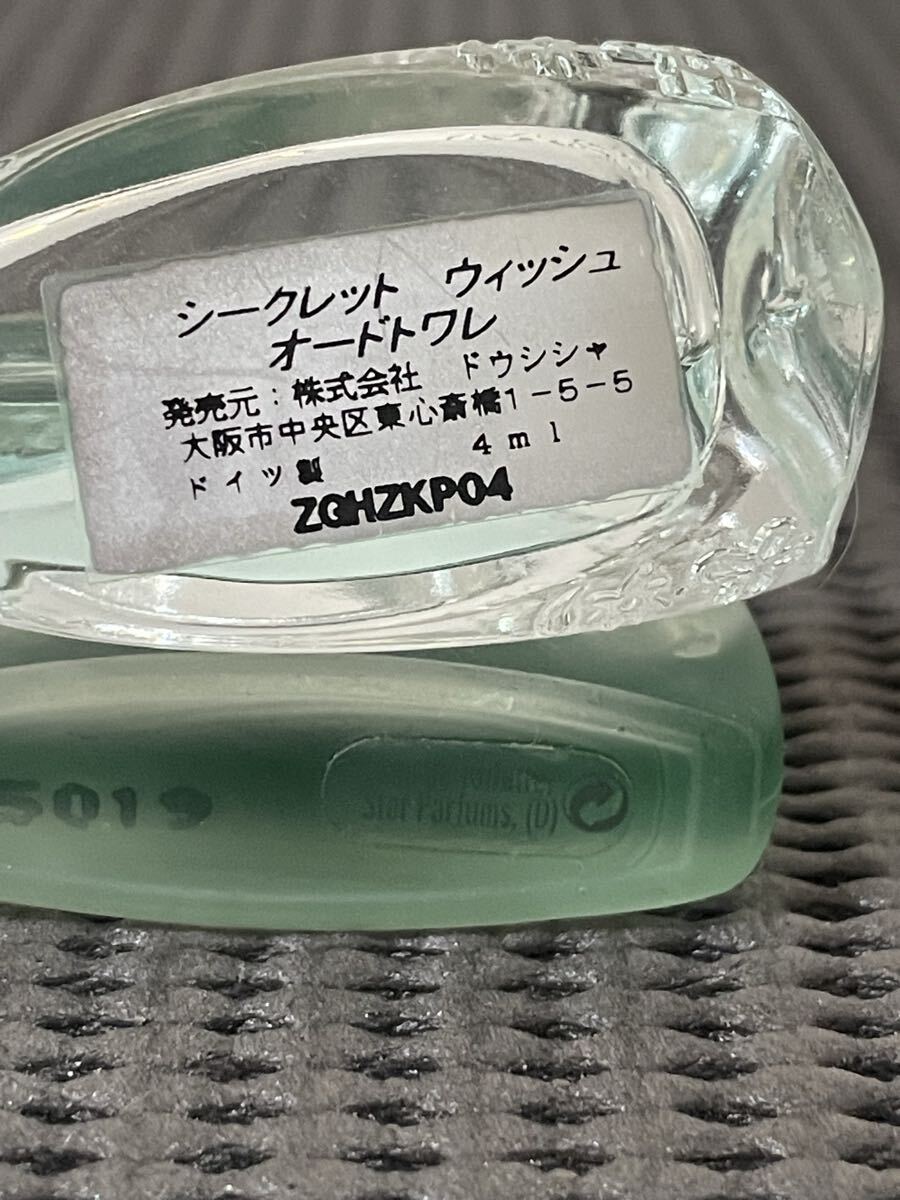 シークレット　ウィッシュ
オードトワレ
発売元：株式会社　ドウシシャ
大阪市中央区東心斎橋1-5-5
ドイツ製　4ml
ZGHZKP04
5019
Parfums, (D)